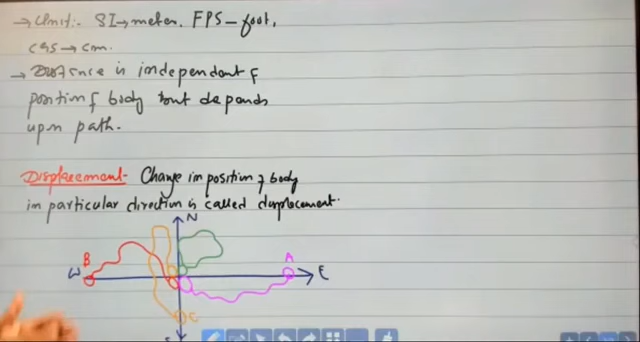 → Unit:- SI→meter. FPS-foot,
CGS→cm.
→ Distance is independent of
position of body but depends
upon path.
Displacement- Change in position of body
in particular direction is called displacement.
N
B
A
W
E
C
S